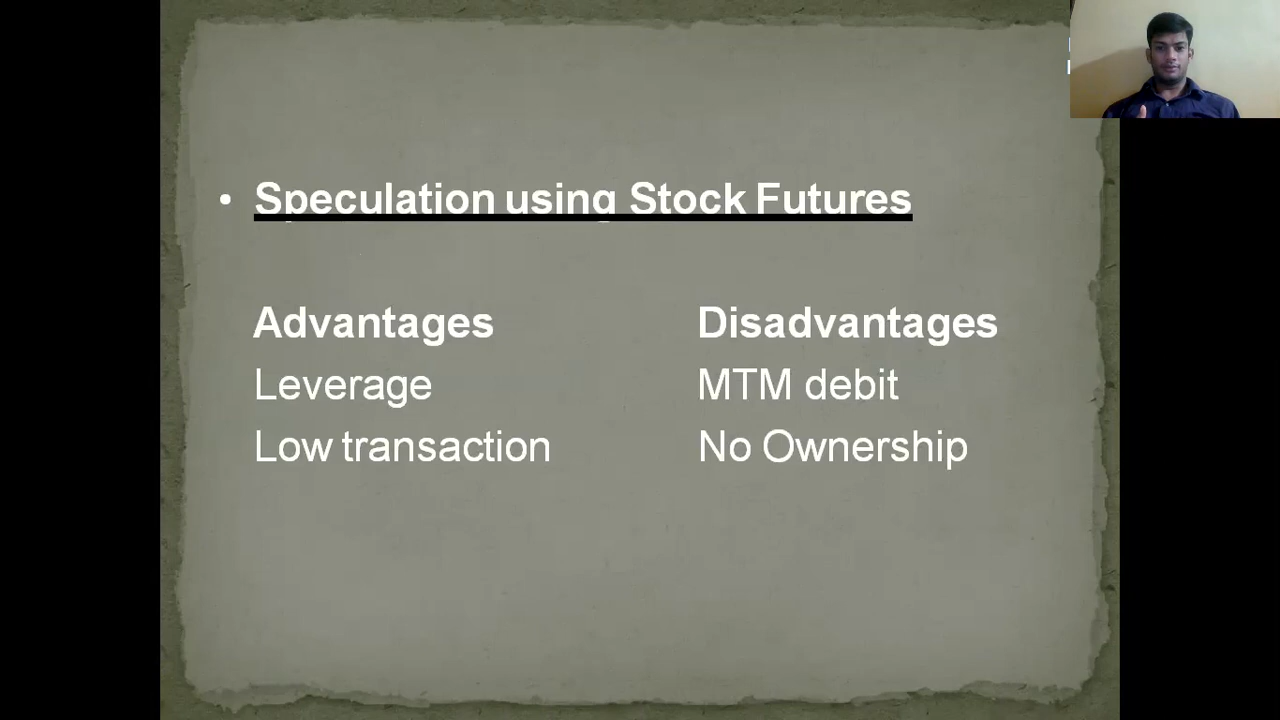 • Speculation using Stock Futures
Advantages Disadvantages
Leverage MTM debit
Low transaction No Ownership